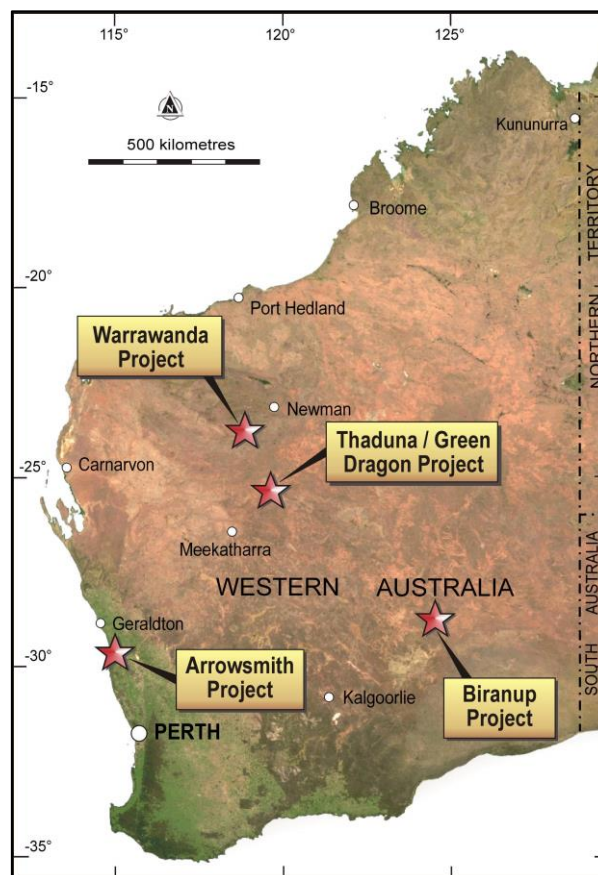 115°
120°
125°
-15°
N
500 kilometres
Kununurra
Broome
NORTHERN TERRITORY
-20°
Port Hedland
Warrawanda
Project
Newman
Thaduna / Green
Dragon Project
-25°
Carnarvon
Meekatharra
WESTERN AUSTRALIA
SOUTH AUSTRALIA
Geraldton
-30°
Arrowsmith
Project
Kalgoorlie
Biranup
Project
PERTH
-35°